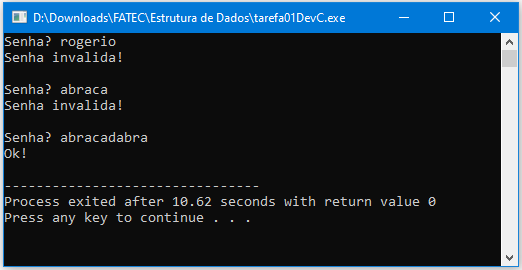 D:\Downloads\FATEC\Estrutura de Dados\tarefa01DevC.exe
Senha? rogerio
Senha invalida!
Senha? abraca
Senha invalida!
Senha? abracadabra
Ok!
--------------------------------
Process exited after 10.62 seconds with return value 0
Press any key to continue . . .